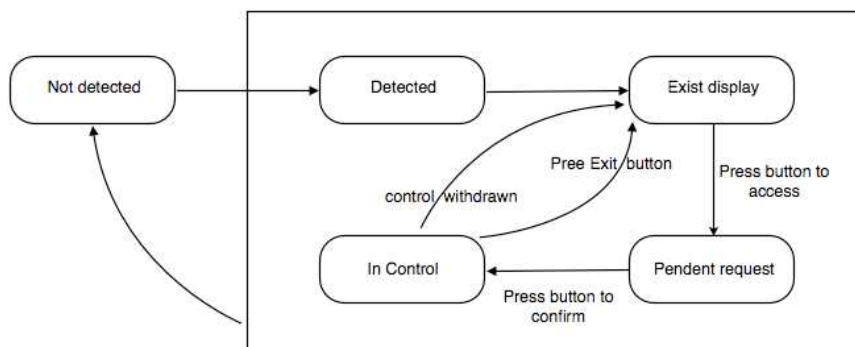 Not detected
Detected
Exist display
Pree Exit button
Press button to
access
control withdrawn
In Control
Pendent request
Press button to
confirm